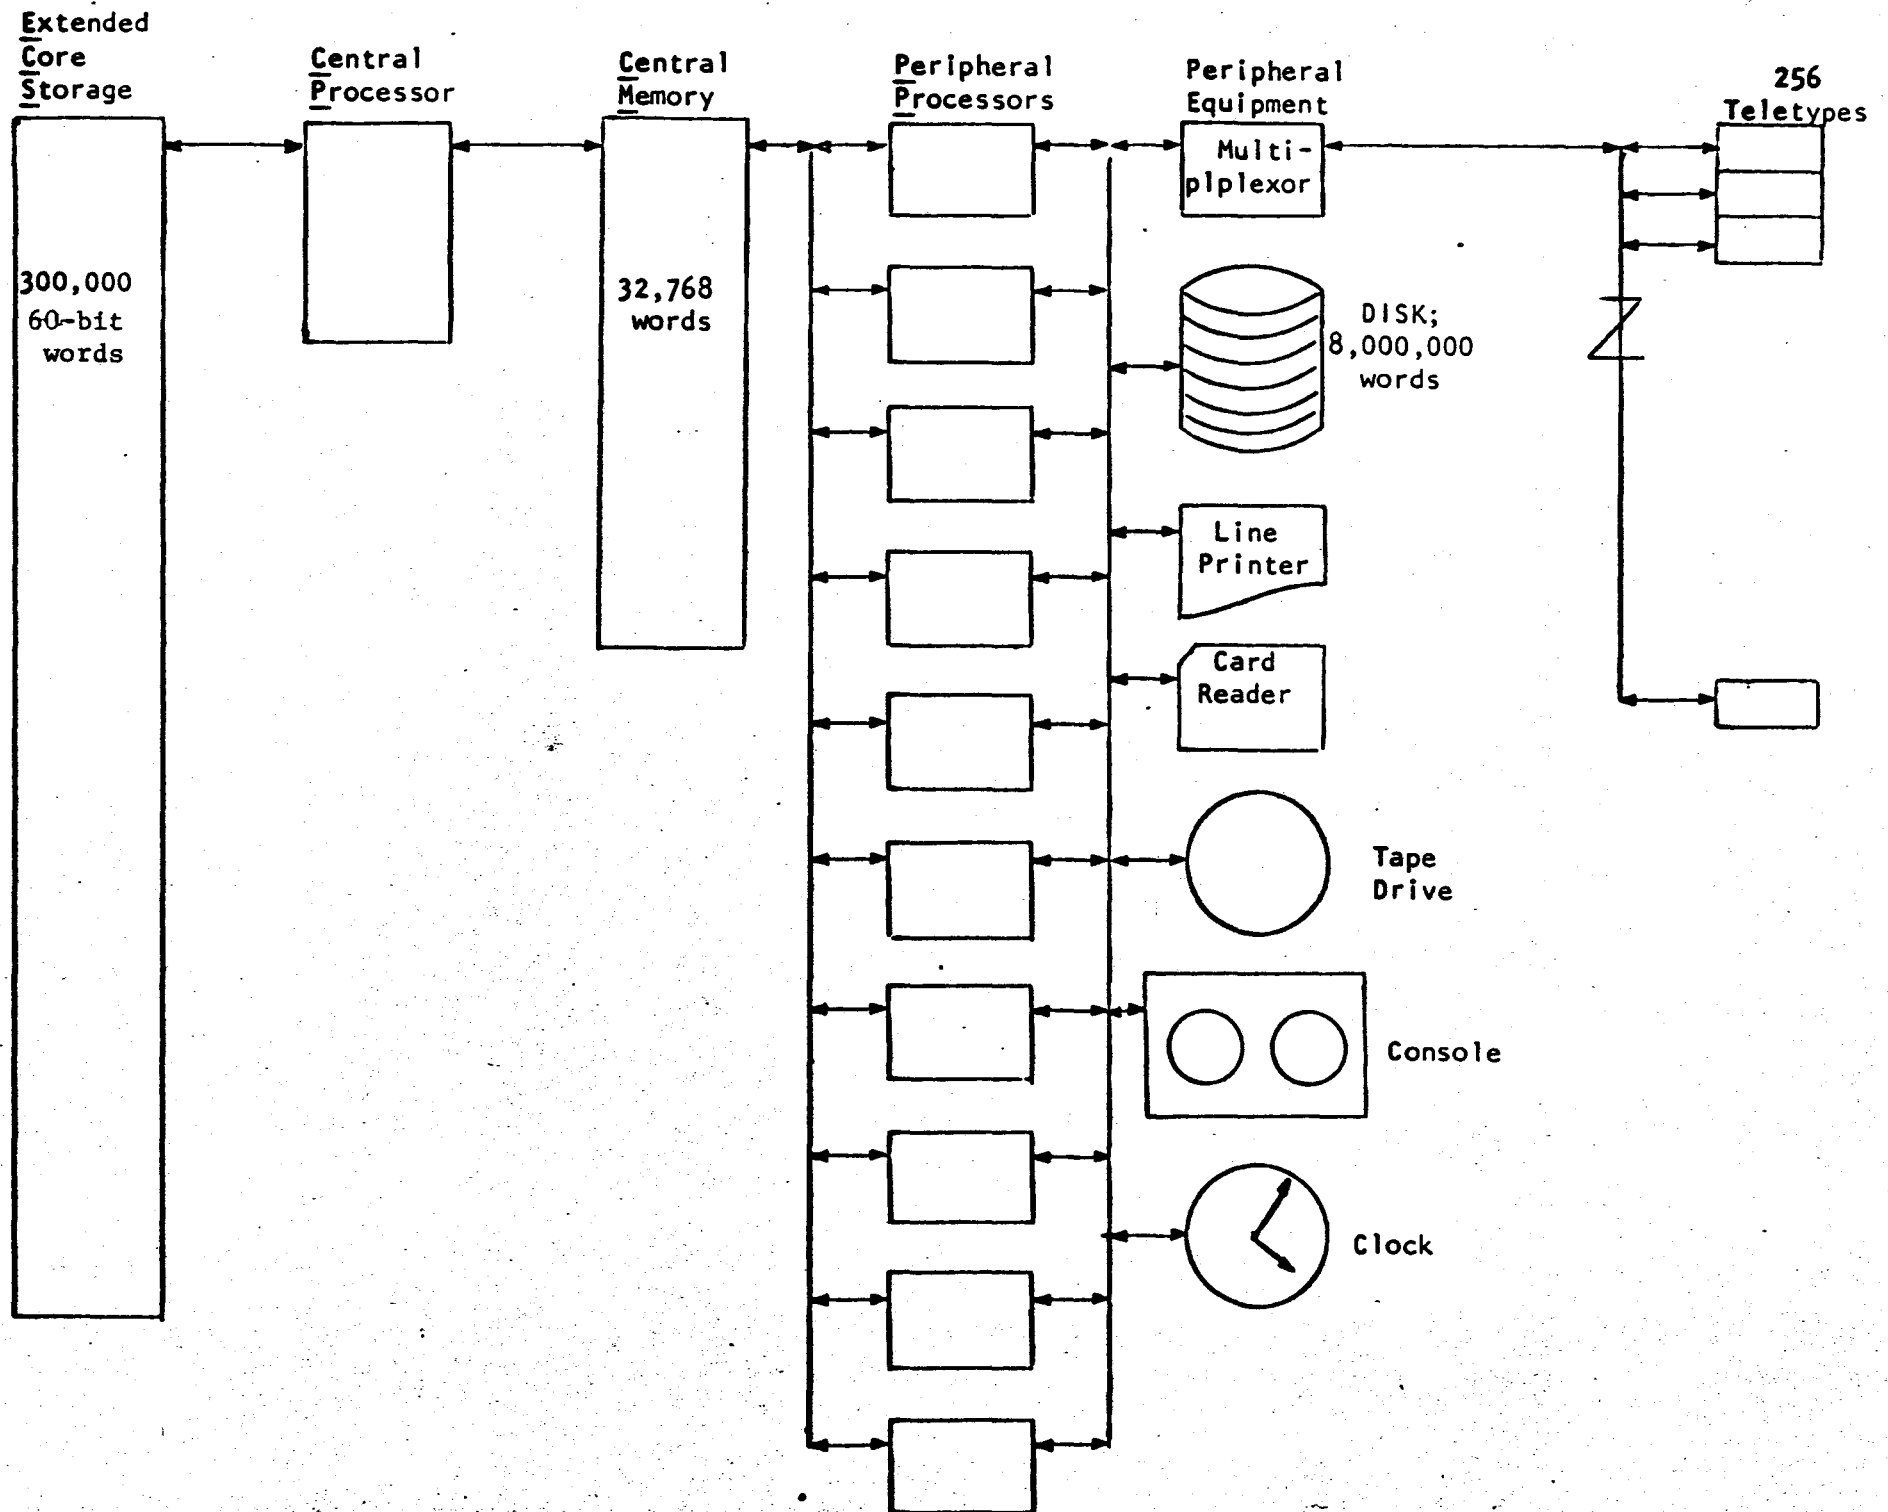 Extended
Core
Storage
300,000
60-bit
words
Central
Processor
Central
Memory
32,768
words
Peripheral
Processors
Peripheral
Equipment
Multi-
plplexor
DISK;
8,000,000
words
Line
Printer
Card
Reader
Tape
Drive
Console
Clock
256
Teletypes